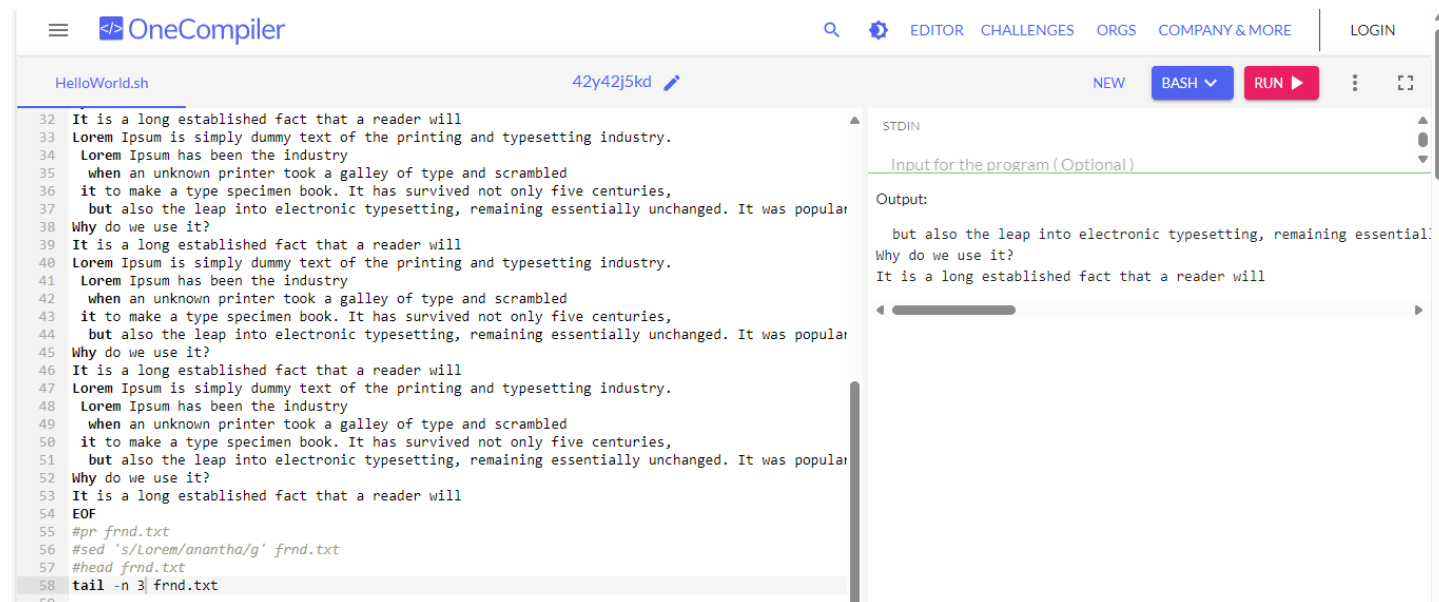 OneCompiler
EDITOR CHALLENGES ORGS COMPANY & MORE LOGIN
HelloWorld.sh
42y42j5kd
NEW BASH RUN
32 It is a long established fact that a reader will
33 Lorem Ipsum is simply dummy text of the printing and typesetting industry.
34 Lorem Ipsum has been the industry
35 when an unknown printer took a galley of type and scrambled
36 it to make a type specimen book. It has survived not only five centuries,
37 but also the leap into electronic typesetting, remaining essentially unchanged. It was popular
38 Why do we use it?
39 It is a long established fact that a reader will
40 Lorem Ipsum is simply dummy text of the printing and typesetting industry.
41 Lorem Ipsum has been the industry
42 when an unknown printer took a galley of type and scrambled
43 it to make a type specimen book. It has survived not only five centuries,
44 but also the leap into electronic typesetting, remaining essentially unchanged. It was popular
45 Why do we use it?
46 It is a long established fact that a reader will
47 Lorem Ipsum is simply dummy text of the printing and typesetting industry.
48 Lorem Ipsum has been the industry
49 when an unknown printer took a galley of type and scrambled
50 it to make a type specimen book. It has survived not only five centuries,
51 but also the leap into electronic typesetting, remaining essentially unchanged. It was popular
52 Why do we use it?
53 It is a long established fact that a reader will
54 EOF
55 #pr frnd.txt
56 #sed 's/Lorem/anantha/g' frnd.txt
57 #head frnd.txt
58 tail -n 3 frnd.txt
STDIN
Input for the program ( Optional )
Output:
but also the leap into electronic typesetting, remaining essential
Why do we use it?
It is a long established fact that a reader will